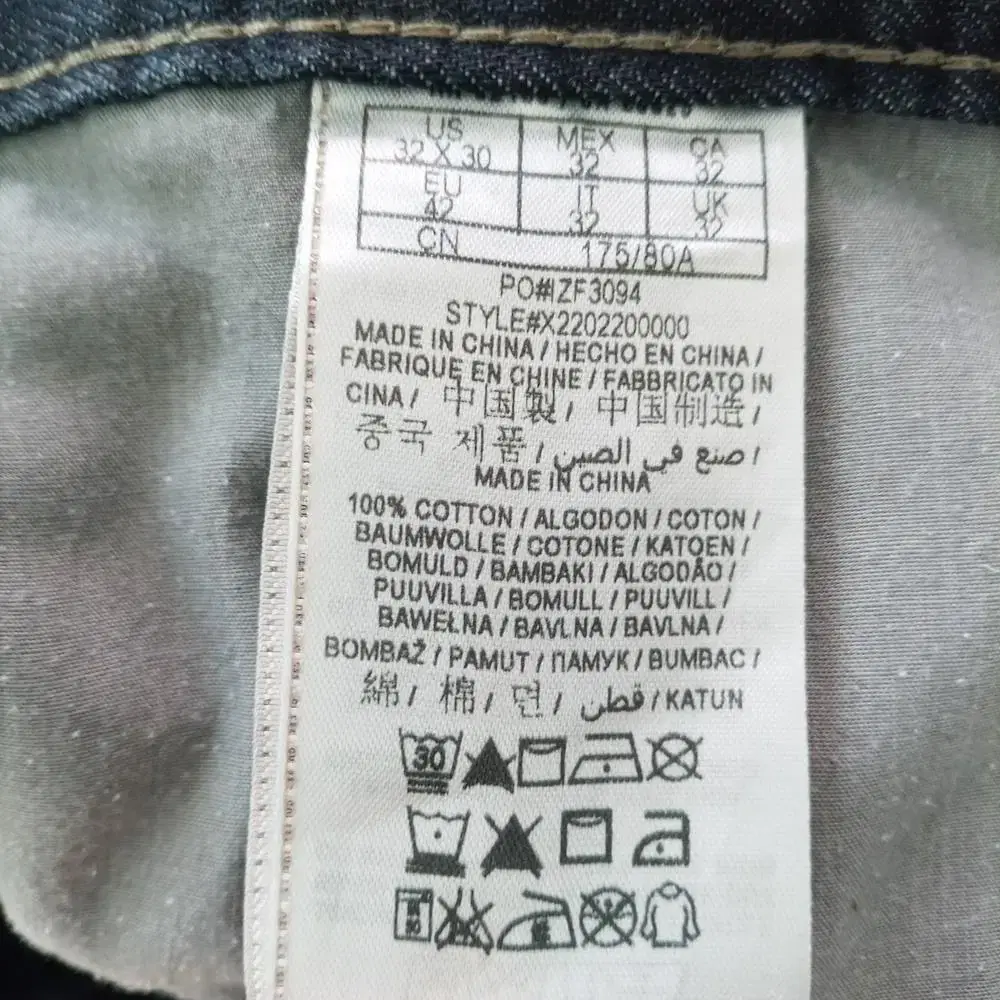 US MEX CA
32 X 30 32 32
EU IT UK
42 32 32
CN 175/80A
PO#IZF3094
STYLE#X2202200000
MADE IN CHINA / HECHO EN CHINA /
FABRIQUE EN CHINE / FABBRICATO IN
CINA / 中国製 / 中国制造 /
중국 제품 / صنع في الصين /
MADE IN CHINA
100% COTTON / ALGODON / COTON /
BAUMWOLLE / COTONE / KATOEN /
BOMULD / BAMBAKI / ALGODÃO /
PUUVILLA / BOMULL / PUUVILL /
BAWEŁNA / BAVLNA / BAVLNA /
BOMBAŽ / PAMUT / ПАМУК / BUMBAC /
綿 / 棉 / 면 / قطن / KATUN
30